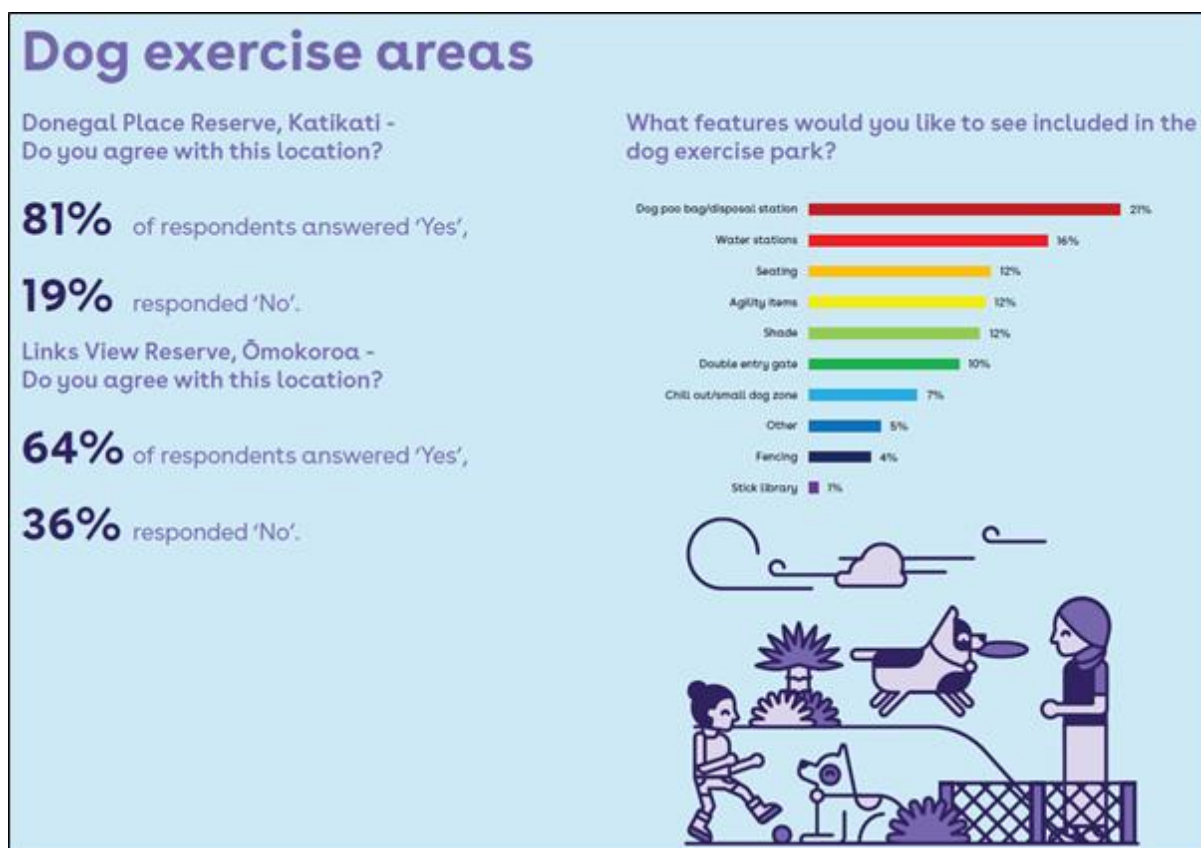 Dog exercise areas
Donegal Place Reserve, Katikati -
Do you agree with this location?
81% of respondents answered 'Yes',
19% responded 'No'.
Links View Reserve, Ōmokoroa -
Do you agree with this location?
64% of respondents answered 'Yes',
36% responded 'No'.
What features would you like to see included in the
dog exercise park?
Dog poo bag/disposal station 21%
Water stations 16%
Seating 12%
Agility items 12%
Shade 12%
Double entry gate 10%
Chill out/small dog zone 7%
Other 5%
Fencing 4%
Stick library 1%